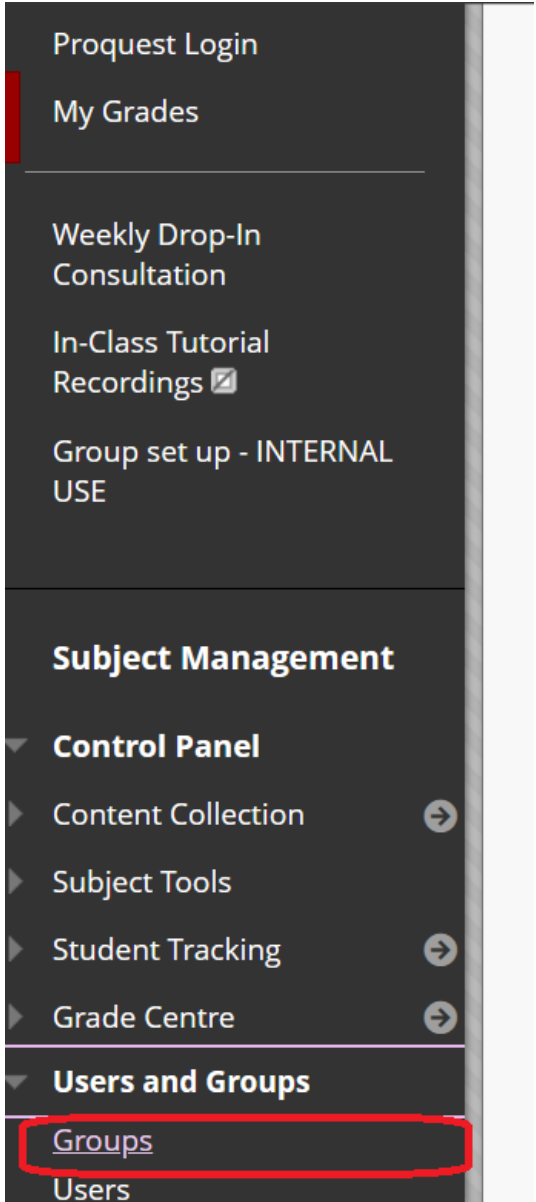 Proquest Login
My Grades
Weekly Drop-In
Consultation
In-Class Tutorial
Recordings
Group set up - INTERNAL
USE
Subject Management
Control Panel
Content Collection
Subject Tools
Student Tracking
Grade Centre
Users and Groups
Groups
Users